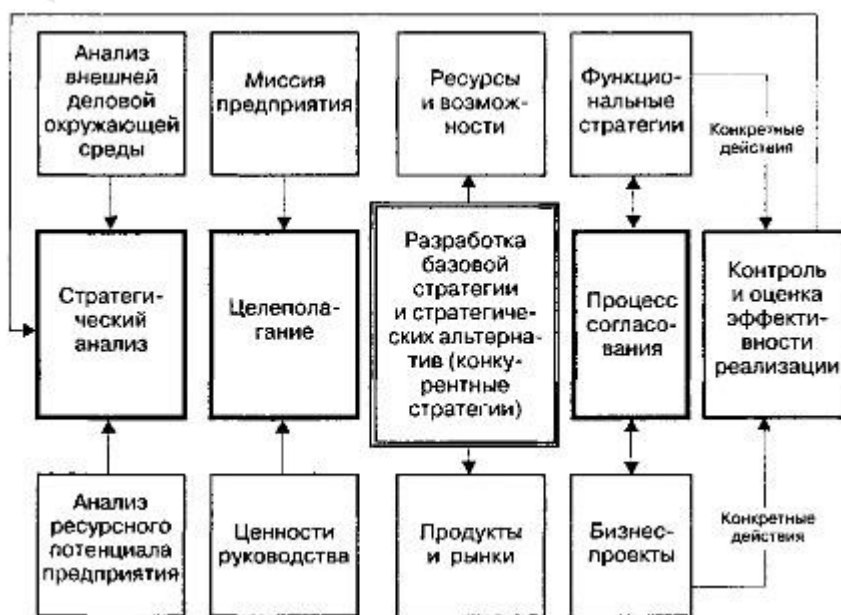 Анализ
внешней
деловой
окружающей
среды
Миссия
предприятия
Ресурсы
и возмож-
ности
Функцио-
нальные
стратегии
Конкретные
действия
Стратеги-
ческий
анализ
Целепола-
гание
Разработка
базовой
стратегии
и стратегиче-
ских альтерна-
тив (конку-
рентные
стратегии)
Процесс
согласо-
вания
Контроль
и оценка
эффекти-
вности
реализации
Анализ
ресурсного
потенциала
предприятия
Ценности
руководства
Продукты
и рынки
Бизнес-
проекты
Конкретные
действия